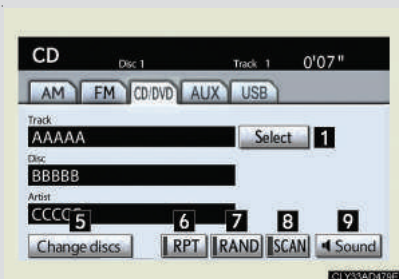 CD Disc 1 Track 1 0'07"
AM FM CD/DVD AUX USB
Track
AAAAA Select 1
Disc
BBBBB
Artist
CCCC 5 6 7 8 9
Change discs RPT RAND SCAN Sound
CLY33AD479E